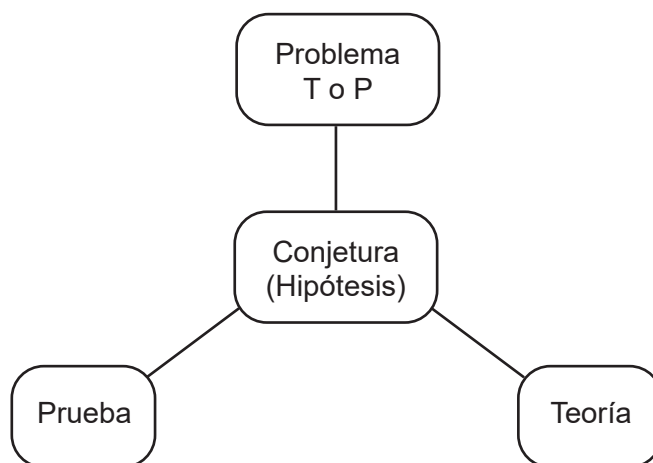 Problema
T o P
Conjetura
(Hipótesis)
Prueba
Teoría